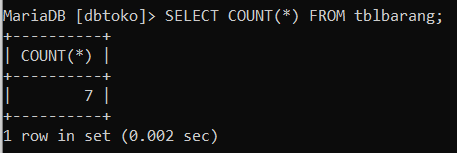 MariaDB [dbtoko]> SELECT COUNT(*) FROM tblbarang;
+----------+
| COUNT(*) |
+----------+
|        7 |
+----------+
1 row in set (0.002 sec)